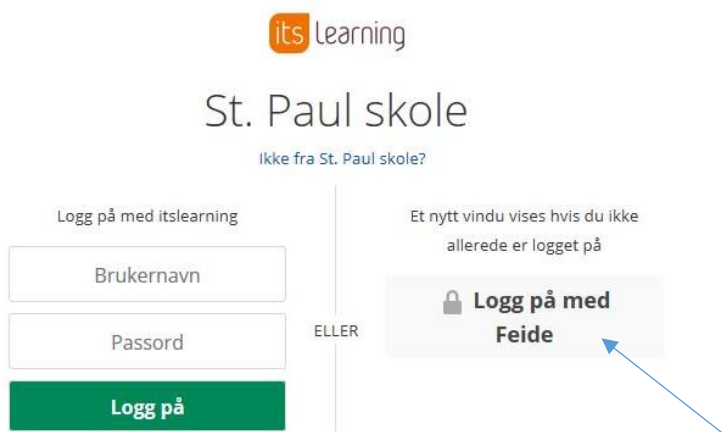 its learning
St. Paul skole
Ikke fra St. Paul skole?
Logg på med itslearning
Brukernavn
Passord
Logg på
ELLER
Et nytt vindu vises hvis du ikke
allerede er logget på
Logg på med
Feide